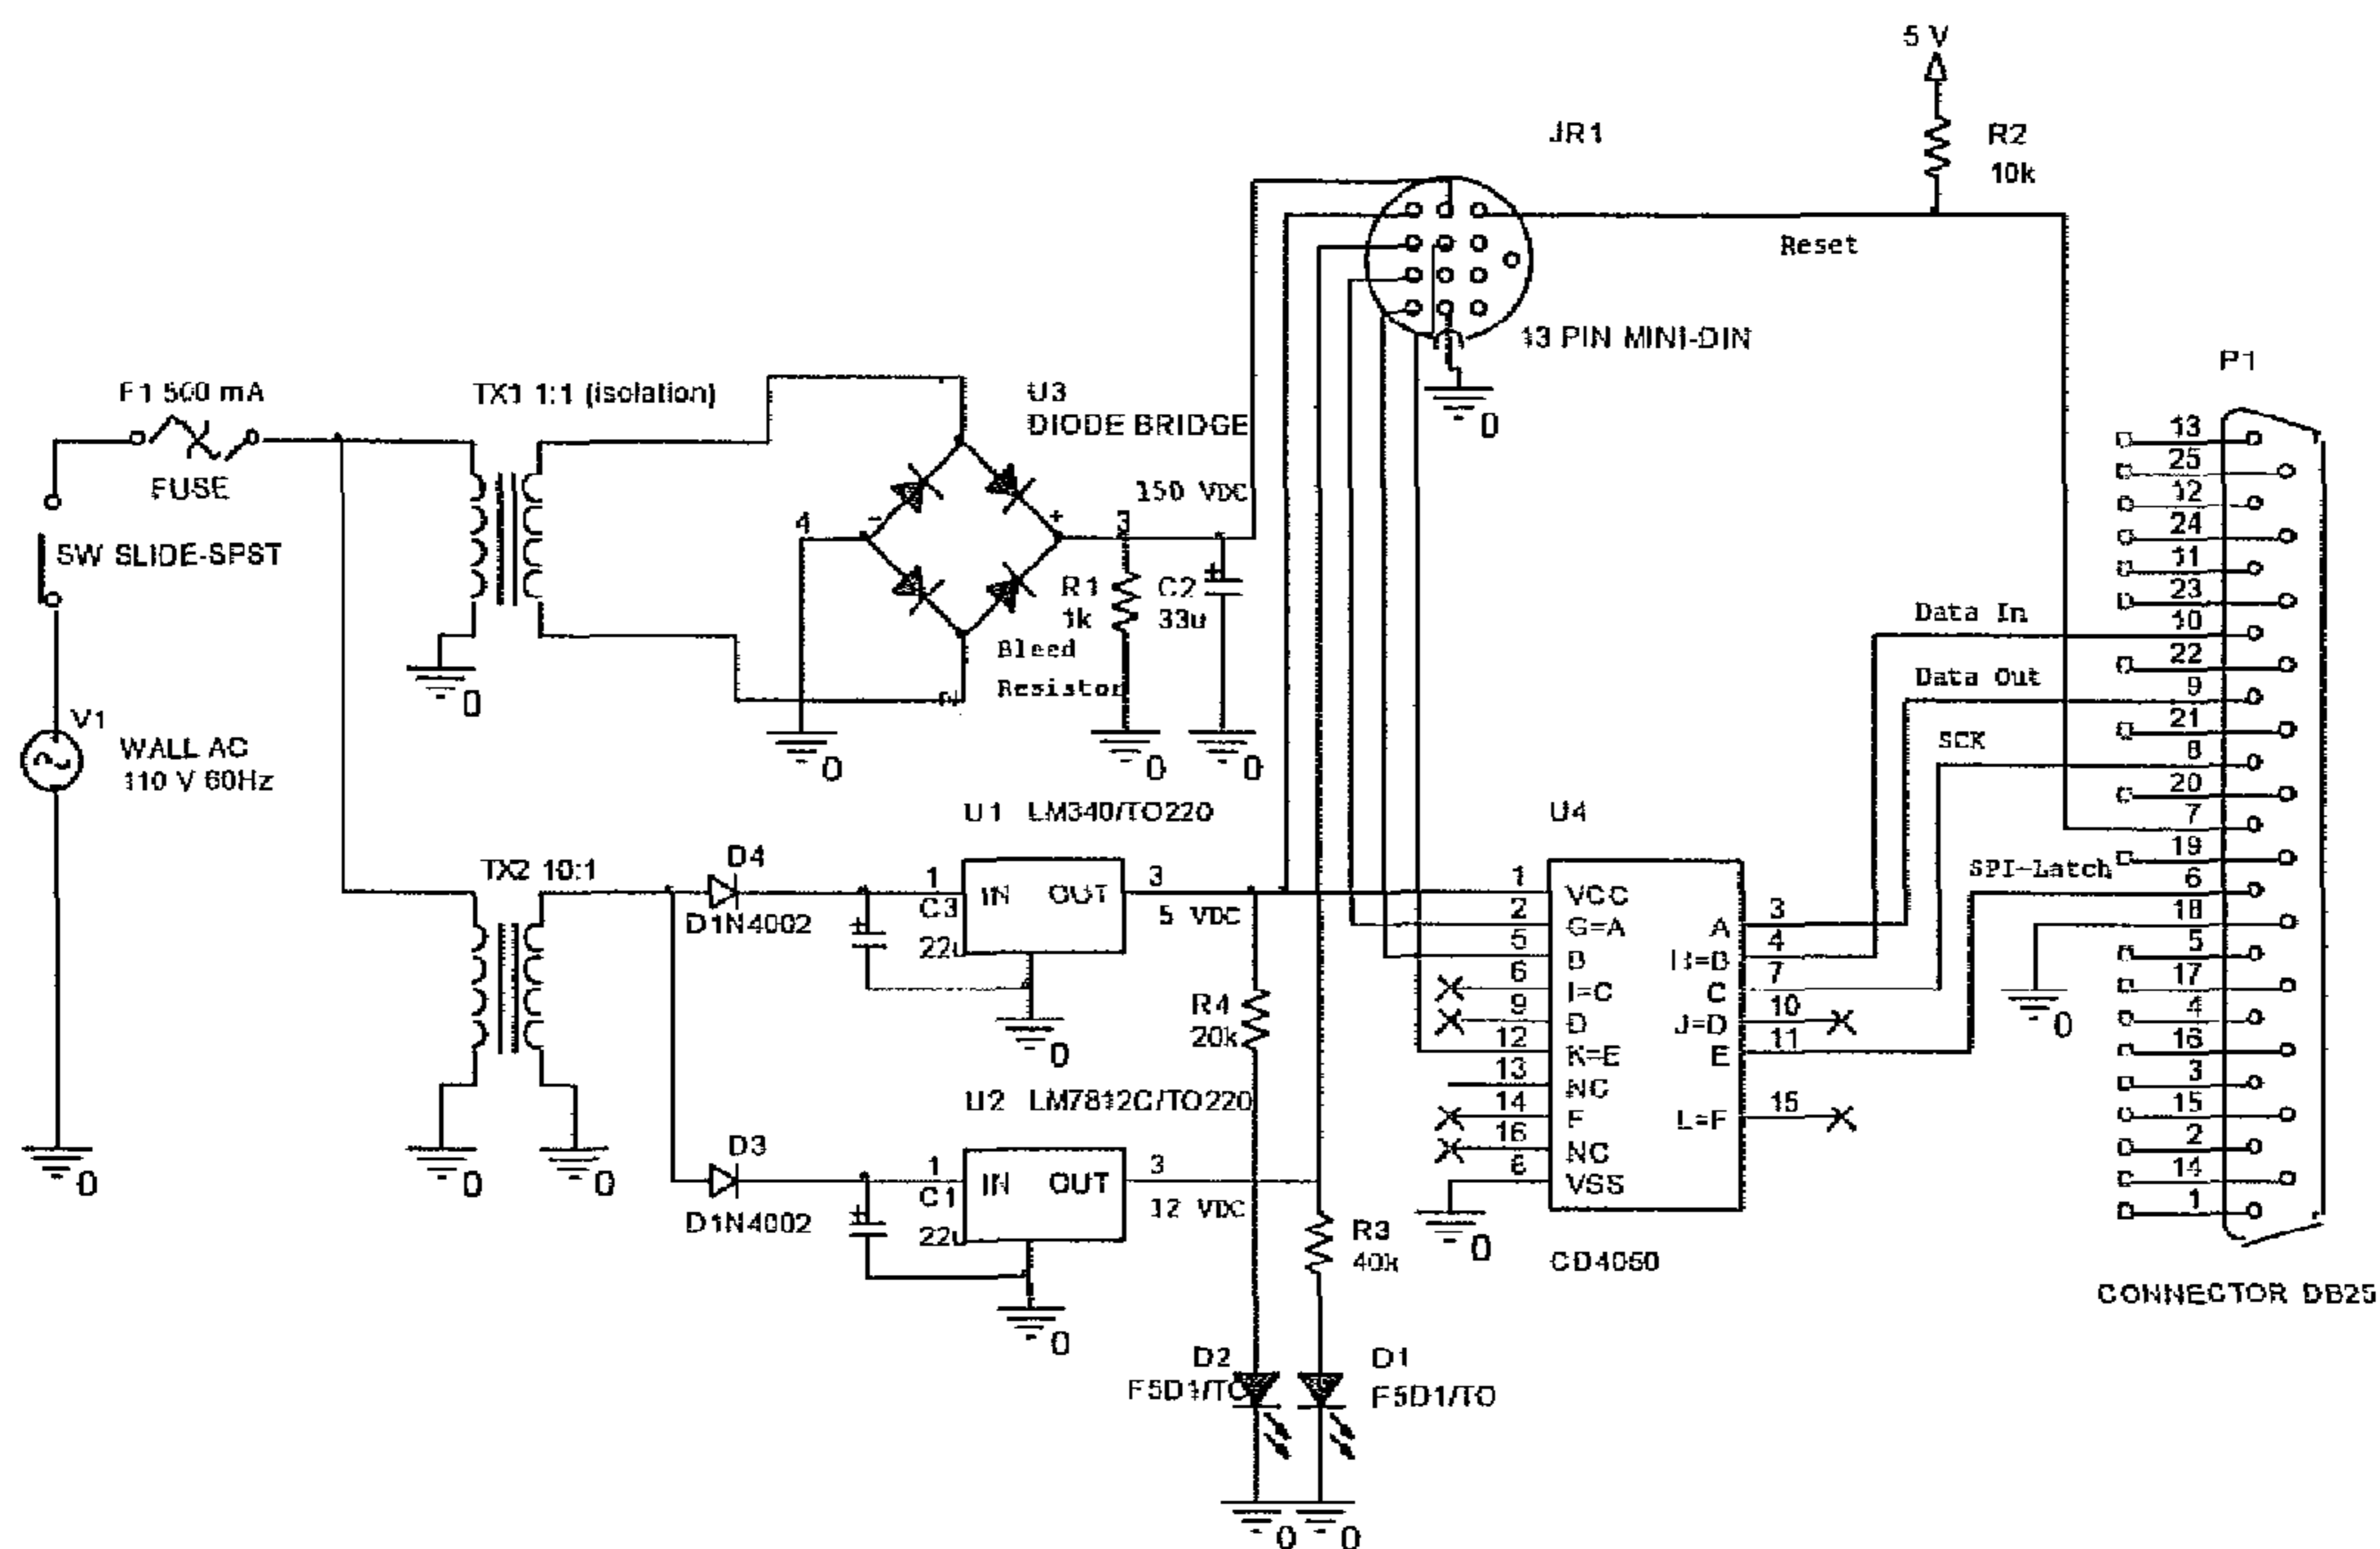 5 V
R2
10k
JR1
Reset
13 PIN MINI-DIN
0
F1 500 mA
FUSE
SW SLIDE-SPST
V1
WALL AC
110 V 60Hz
0
TX1 1:1 (isolation)
0
U3
DIODE BRIDGE
4
-
+
3
150 VDC
R1
1k
C2
33u
Bleed
Resistor
0
0
0
TX2 10:1
0
0
D4
D1N4002
D3
D1N4002
U1 LM340/TO220
1
C3
22u
IN OUT
3
5 VDC
0
U2 LM7812C/TO220
1
C1
22u
IN OUT
3
12 VDC
0
R4
20k
R3
40k
D2
F5D1/TO
D1
F5D1/TO
0
0
U4
1 VCC
2 G=A
5 B
6 I=C
9 D
12 K=E
13 NC
14 F
16 NC
8 VSS
A 3
4
C 7
J=D 10
E 11
L=F 15
0
CD4050
Data In
Data Out
SCK
SPI-Latch
0
P1
13
25
12
24
11
23
10
22
9
21
8
20
7
19
6
18
5
17
4
16
3
15
2
14
1
CONNECTOR DB25